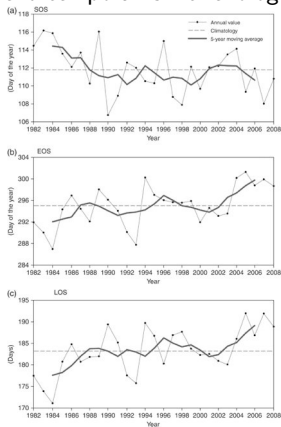 (a) SOS
118
116
114
112
110
108
106
(Day of the year)
Annual value
Climatology
5-year moving average
1982 1984 1986 1988 1990 1992 1994 1996 1998 2000 2002 2004 2006 2008
Year
(b) EOS
304
300
296
292
288
284
(Day of the year)
1982 1984 1986 1988 1990 1992 1994 1996 1998 2000 2002 2004 2006 2008
Year
(c) LOS
195
190
185
180
175
170
(Days)
1982 1984 1986 1988 1990 1992 1994 1996 1998 2000 2002 2004 2006 2008
Year